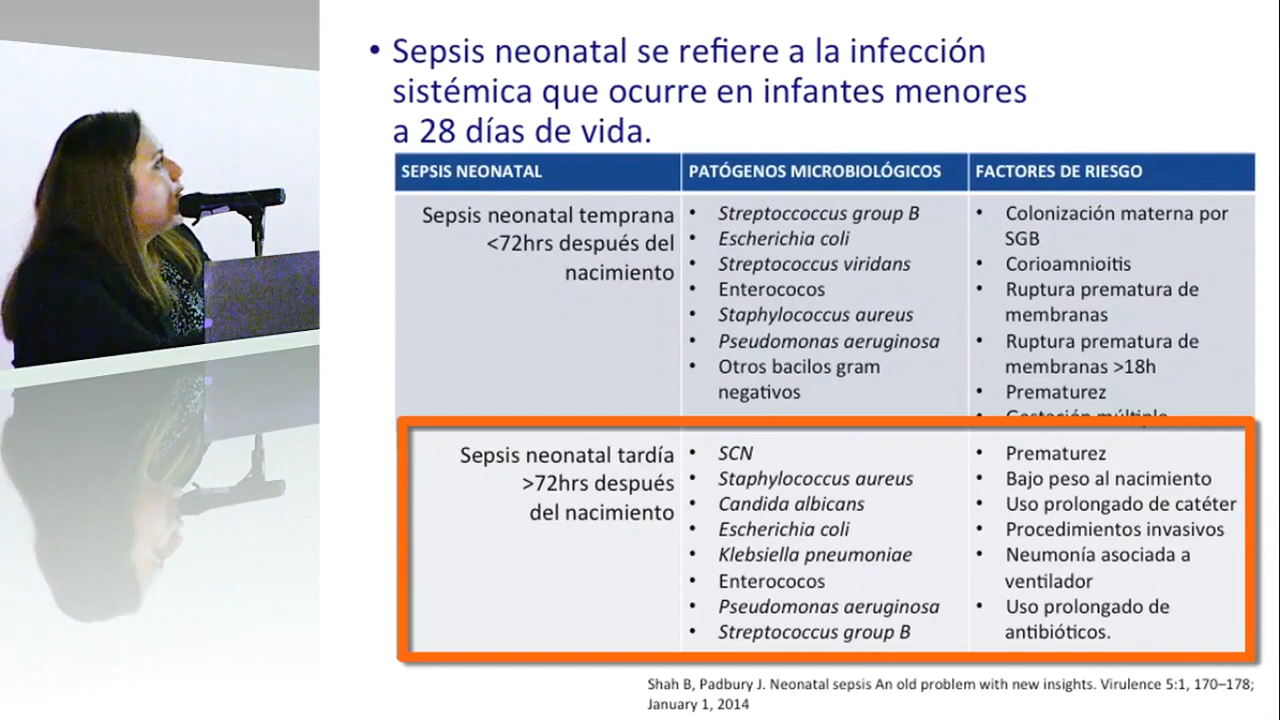 • Sepsis neonatal se refiere a la infección
sistémica que ocurre en infantes menores
a 28 días de vida.
SEPSIS NEONATAL
PATÓGENOS MICROBIOLÓGICOS
FACTORES DE RIESGO
Sepsis neonatal temprana
<72hrs después del
nacimiento
• Streptoccoccus group B
• Escherichia coli
• Streptococcus viridans
• Enterococos
• Staphylococcus aureus
• Pseudomonas aeruginosa
• Otros bacilos gram
negativos
• Colonización materna por
SGB
• Corioamnioitis
• Ruptura prematura de
membranas
• Ruptura prematura de
membranas >18h
• Prematurez
• Gestación múltiple
Sepsis neonatal tardía
>72hrs después
del nacimiento
• SCN
• Staphylococcus aureus
• Candida albicans
• Escherichia coli
• Klebsiella pneumoniae
• Enterococos
• Pseudomonas aeruginosa
• Streptococcus group B
• Prematurez
• Bajo peso al nacimiento
• Uso prolongado de catéter
• Procedimientos invasivos
• Neumonía asociada a
ventilador
• Uso prolongado de
antibióticos.
Shah B, Padbury J. Neonatal sepsis An old problem with new insights. Virulence 5:1, 170–178;
January 1, 2014